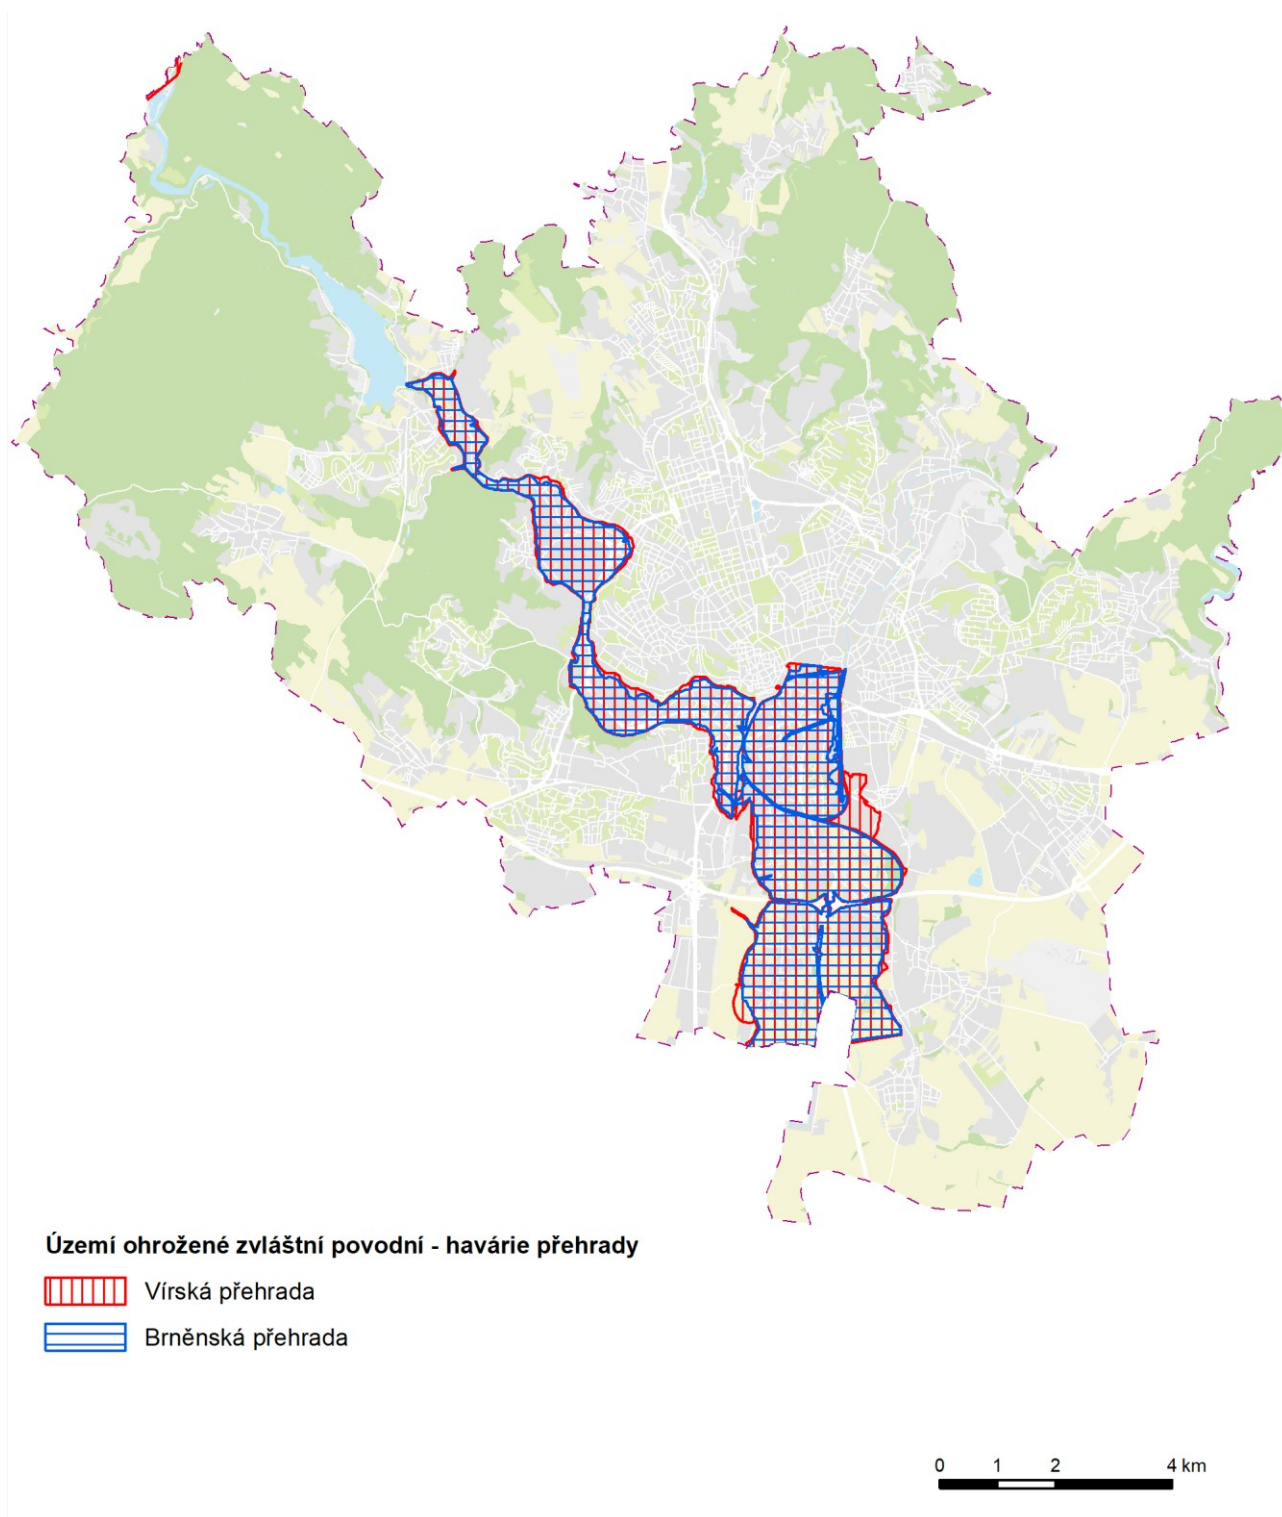 Území ohrožené zvláštní povodní - havárie přehrady
Vírská přehrada
Brněnská přehrada
0 1 2 4 km